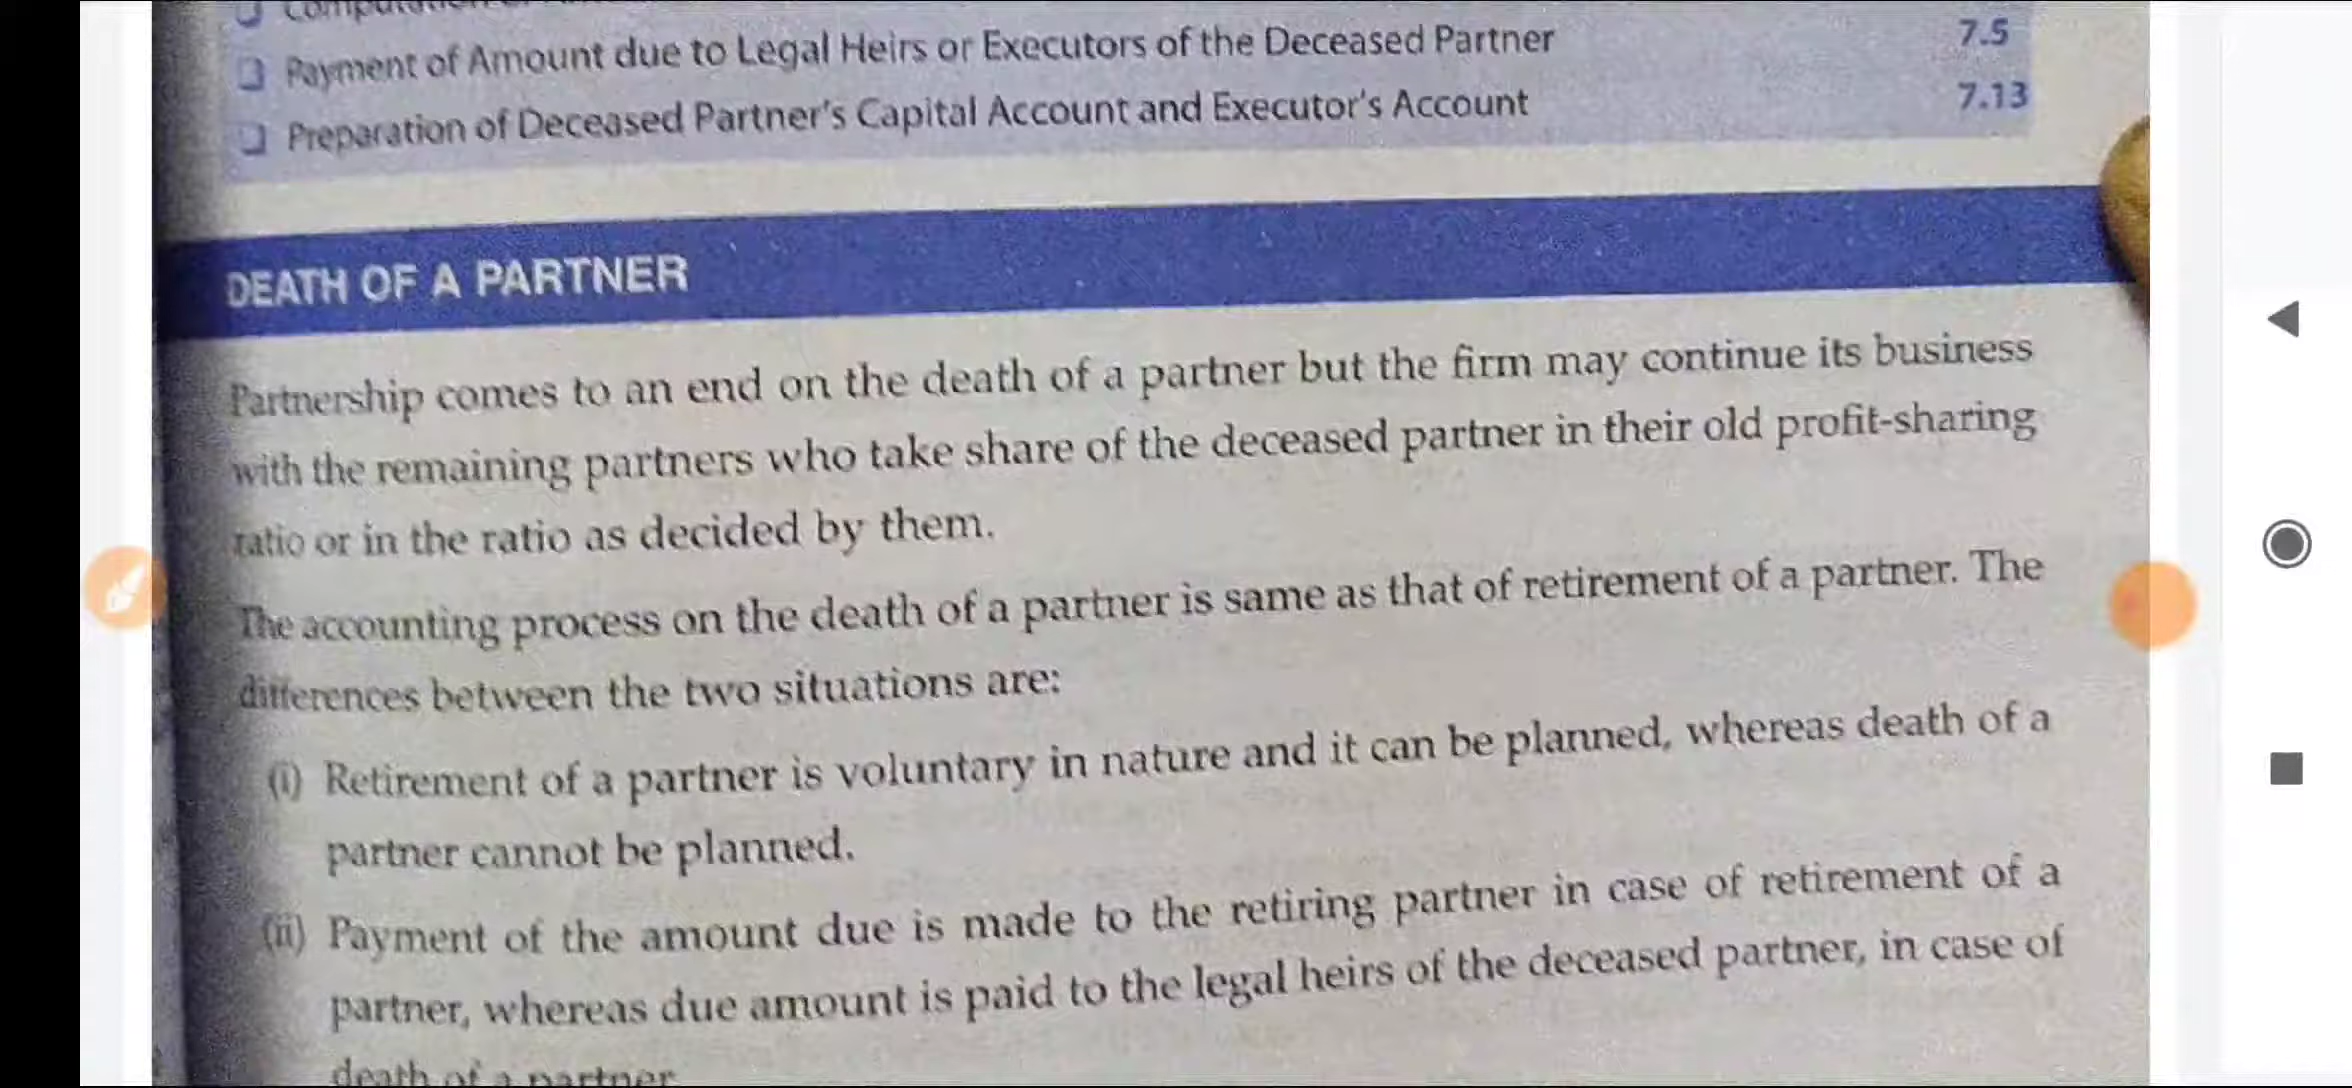 Payment of Amount due to Legal Heirs or Executors of the Deceased Partner 7.5
Preparation of Deceased Partner's Capital Account and Executor's Account 7.13
DEATH OF A PARTNER
Partnership comes to an end on the death of a partner but the firm may continue its business
with the remaining partners who take share of the deceased partner in their old profit-sharing
ratio or in the ratio as decided by them.
The accounting process on the death of a partner is same as that of retirement of a partner. The
differences between the two situations are:
(i) Retirement of a partner is voluntary in nature and it can be planned, whereas death of a
partner cannot be planned.
(ii) Payment of the amount due is made to the retiring partner in case of retirement of a
partner, whereas due amount is paid to the legal heirs of the deceased partner, in case of
death of a partner